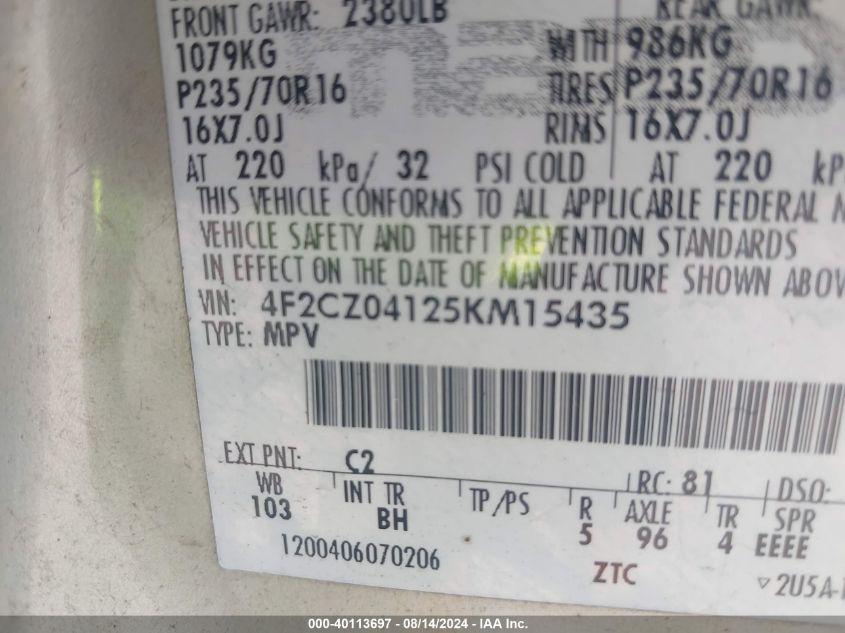 FRONT GAWR: 2380LB REAR GAWR:
1079KG WITH 986KG
P235/70R16 TIRES P235/70R16
16X7.0J RIMS 16X7.0J
AT 220 kPa/ 32 PSI COLD AT 220
THIS VEHICLE CONFORMS TO ALL APPLICABLE FEDERAL
VEHICLE SAFETY AND THEFT PREVENTION STANDARDS
IN EFFECT ON THE DATE OF MANUFACTURE SHOWN ABOV
VIN: 4F2CZ04125KM15435
TYPE: MPV
EXT PNT: C2 RC: 81 DSO:
WB INT TR TP/PS R AXLE TR SPR
103 BH 5 96 4 EEEE
1200406070206 ZTC 2U5A-
000-40113697 - 08/14/2024 - IAA Inc.